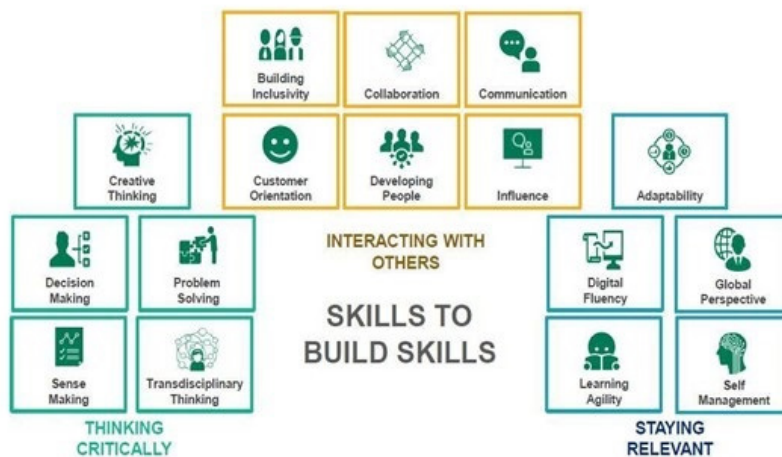 Building
Inclusivity
Collaboration
Communication
Creative
Thinking
Customer
Orientation
Developing
People
Influence
Adaptability
Decision
Making
Problem
Solving
INTERACTING WITH
OTHERS
Digital
Fluency
Global
Perspective
SKILLS TO
BUILD SKILLS
Sense
Making
Transdisciplinary
Thinking
Learning
Agility
Self
Management
THINKING
CRITICALLY
STAYING
RELEVANT